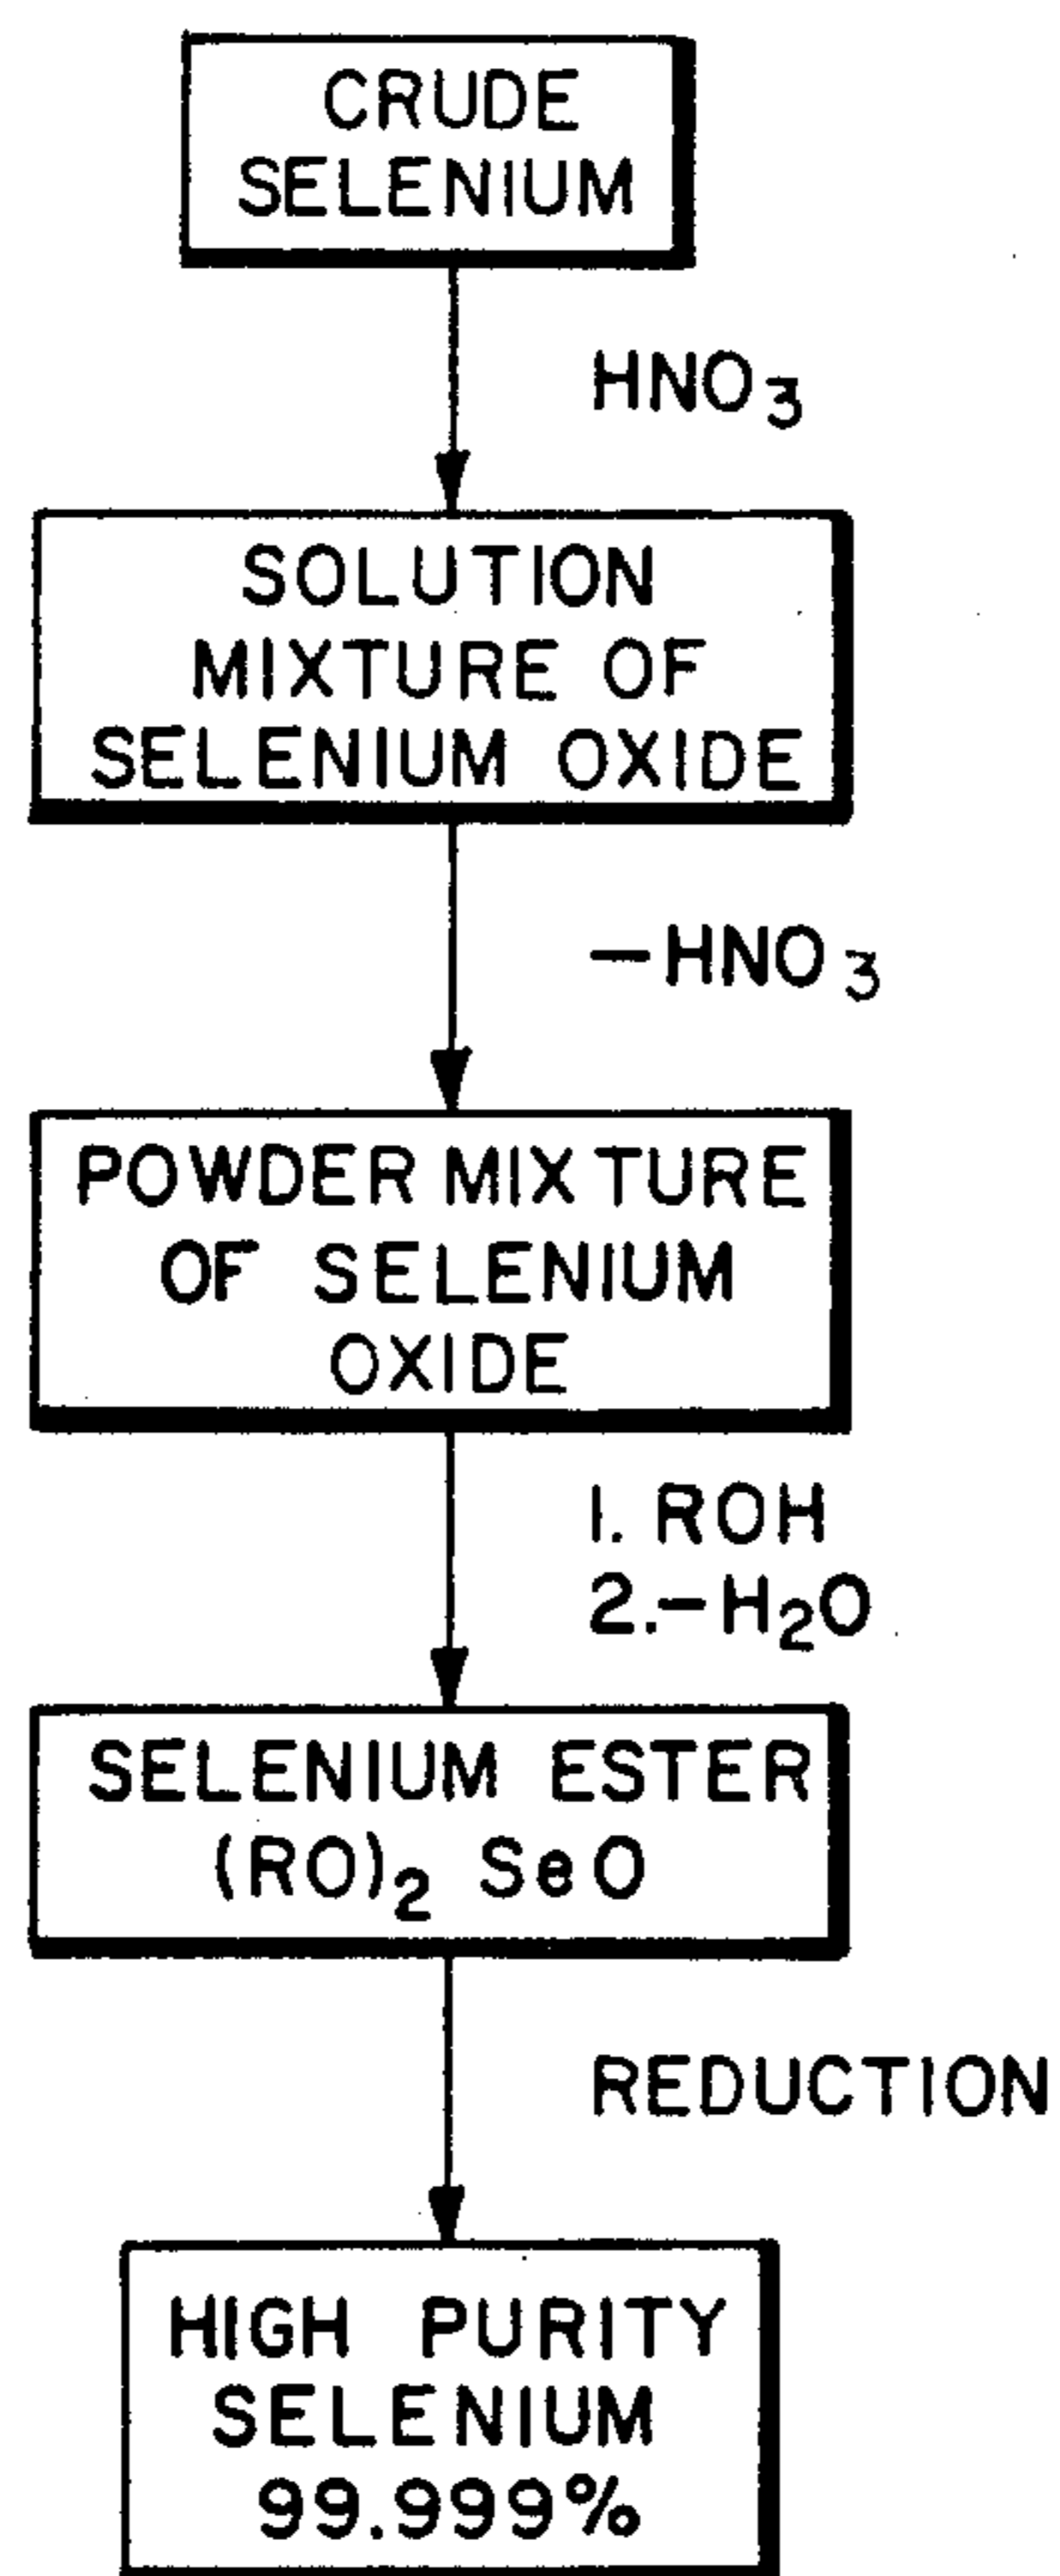 CRUDE
SELENIUM
HNO₃
SOLUTION
MIXTURE OF
SELENIUM OXIDE
—HNO₃
POWDER MIXTURE
OF SELENIUM
OXIDE
1. ROH
2.—H₂O
SELENIUM ESTER
(RO)₂ SeO
REDUCTION
HIGH PURITY
SELENIUM
99.999%